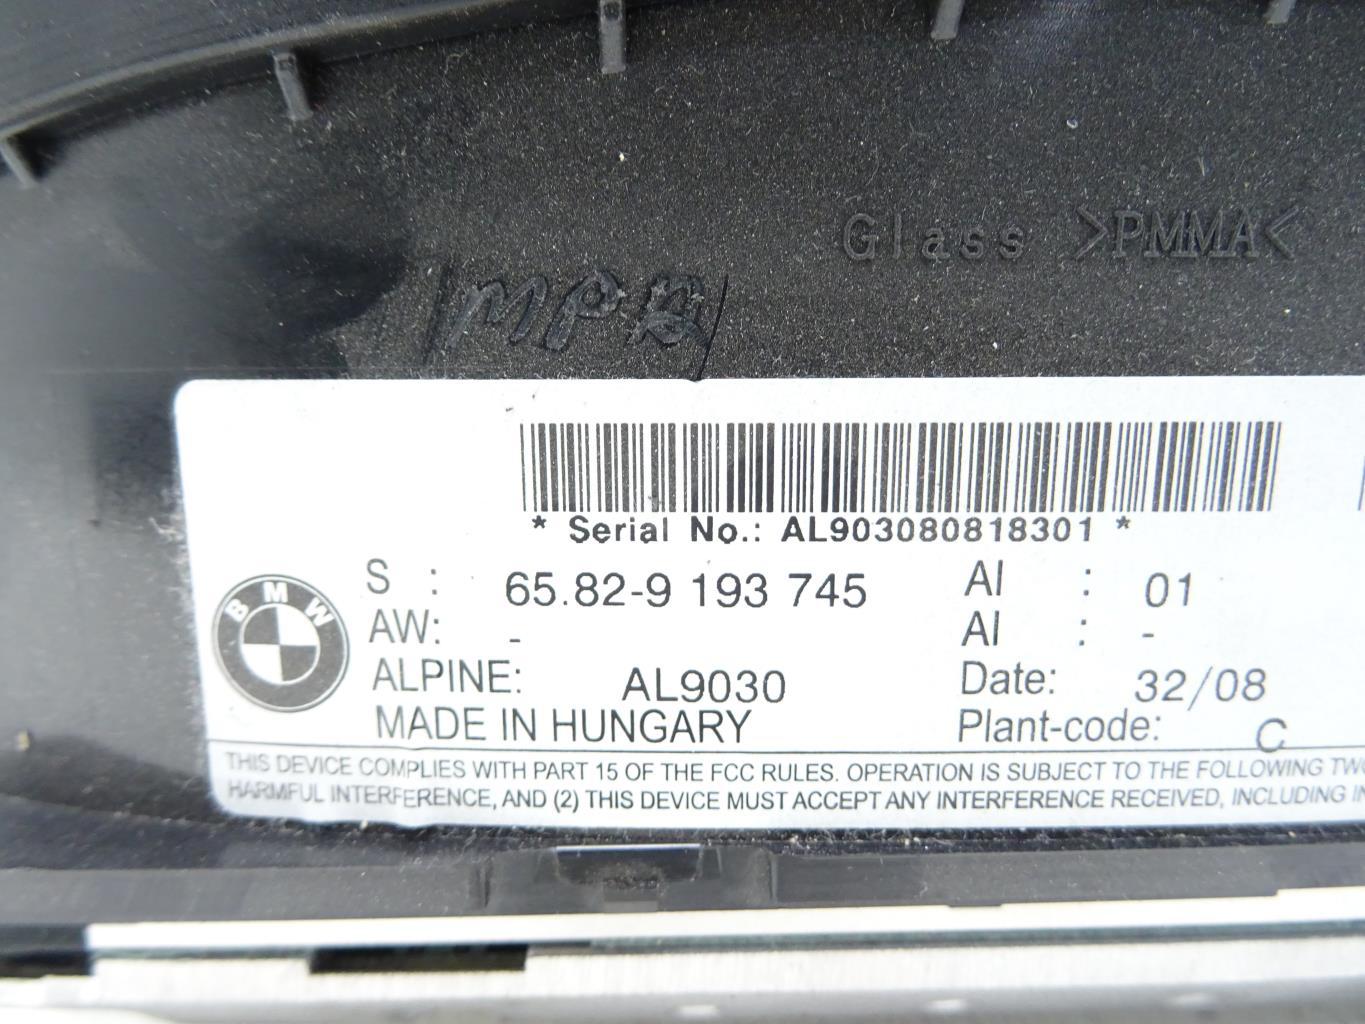 Glass >PMMA<
MPB
* Serial No.: AL903080818301 *
S : 65.82-9 193 745 AI : 01
AW: - AI : -
ALPINE: AL9030 Date: 32/08
MADE IN HUNGARY Plant-code: C
BMW
THIS DEVICE COMPLIES WITH PART 15 OF THE FCC RULES. OPERATION IS SUBJECT TO THE FOLLOWING TWO
HARMFUL INTERFERENCE, AND (2) THIS DEVICE MUST ACCEPT ANY INTERFERENCE RECEIVED, INCLUDING IN